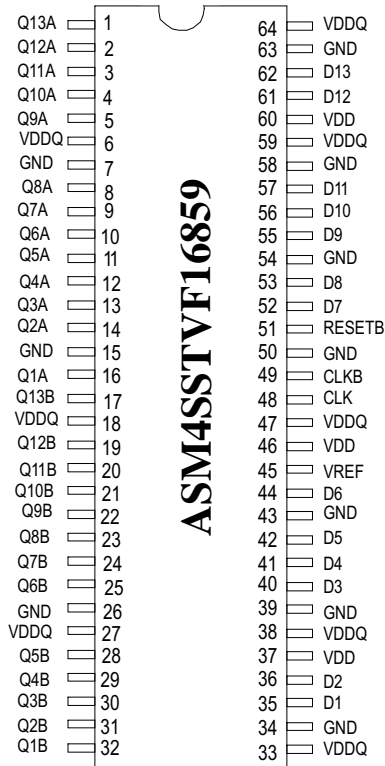 Q13A 1 64 VDDQ
Q12A 2 63 GND
Q11A 3 62 D13
Q10A 4 61 D12
Q9A 5 60 VDD
VDDQ 6 59 VDDQ
GND 7 58 GND
Q8A 8 57 D11
Q7A 9 56 D10
Q6A 10 55 D9
Q5A 11 54 GND
Q4A 12 53 D8
Q3A 13 52 D7
Q2A 14 51 RESETB
GND 15 50 GND
Q1A 16 49 CLKB
Q13B 17 48 CLK
VDDQ 18 47 VDDQ
Q12B 19 46 VDD
Q11B 20 45 VREF
Q10B 21 44 D6
Q9B 22 43 GND
Q8B 23 42 D5
Q7B 24 41 D4
Q6B 25 40 D3
GND 26 39 GND
VDDQ 27 38 VDDQ
Q5B 28 37 VDD
Q4B 29 36 D2
Q3B 30 35 D1
Q2B 31 34 GND
Q1B 32 33 VDDQ
ASM4SSTVF16859